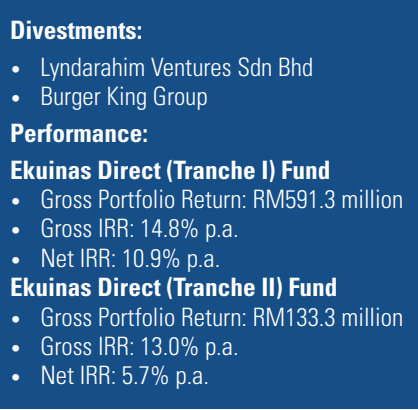 Divestments:
• Lyndarahim Ventures Sdn Bhd
• Burger King Group
Performance:
Ekuinas Direct (Tranche I) Fund
• Gross Portfolio Return: RM591.3 million
• Gross IRR: 14.8% p.a.
• Net IRR: 10.9% p.a.
Ekuinas Direct (Tranche II) Fund
• Gross Portfolio Return: RM133.3 million
• Gross IRR: 13.0% p.a.
• Net IRR: 5.7% p.a.